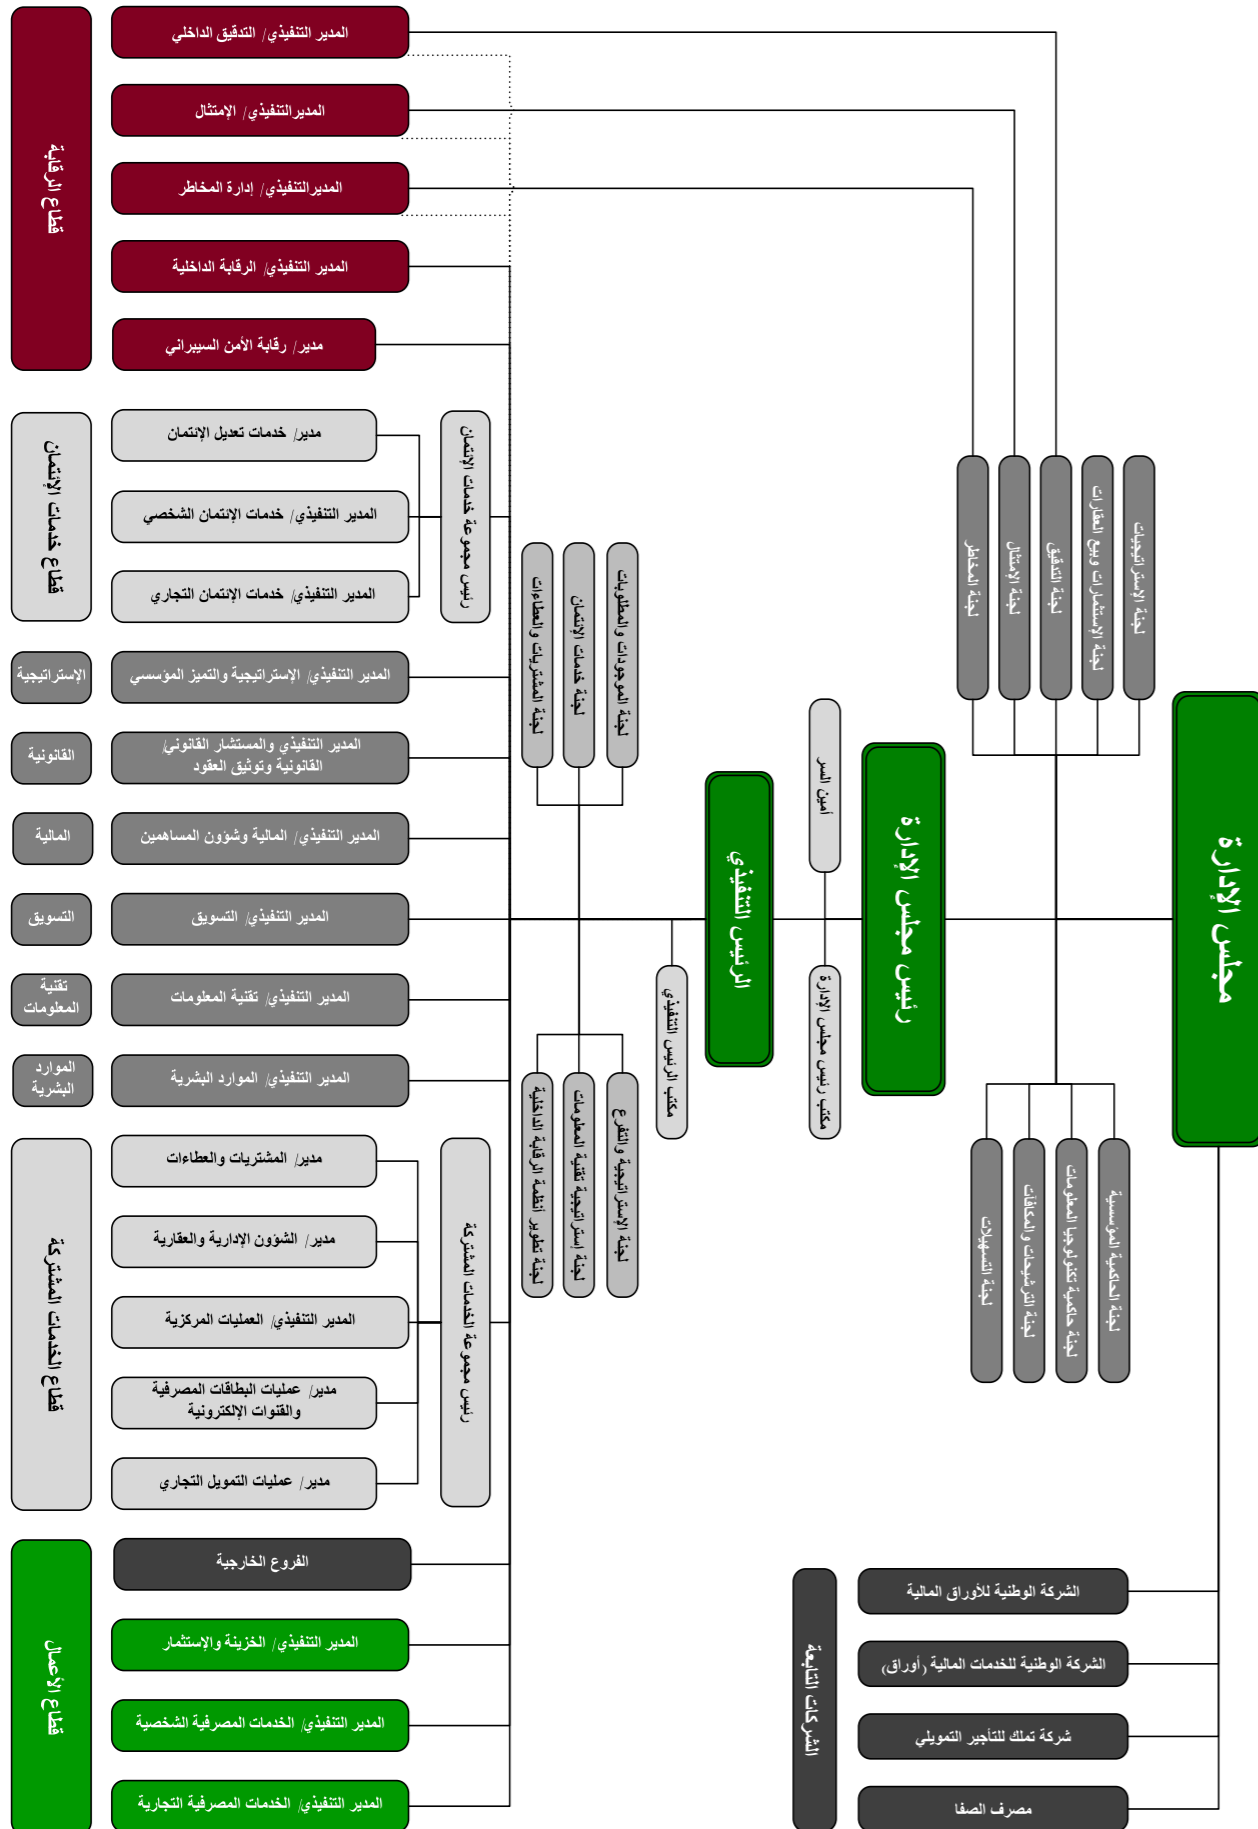 مجلس الإدارة
لجنة الإستراتيجيات
لجنة الإستثمارات وبيع العقارات
لجنة التدقيق
لجنة الإمتثال
لجنة المخاطر
لجنة الحاكمية المؤسسية
لجنة حاكمية تكنولوجيا المعلومات
لجنة الترشيحات والمكافآت
لجنة التسهيلات
رئيس مجلس الإدارة
أمين السر
مكتب رئيس مجلس الإدارة
الرئيس التنفيذي
مكتب الرئيس التنفيذي
لجنة الموجودات والمطلوبات
لجنة خدمات الإئتمان
لجنة المشتريات والعطاءات
لجنة الإستراتيجية والتفرع
لجنة إستراتيجية تقنية المعلومات
لجنة تطوير أنظمة الرقابة الداخلية
قطاع الرقابة
المدير التنفيذي/ التدقيق الداخلي
المديرالتنفيذي/ الإمتثال
المديرالتنفيذي/ إدارة المخاطر
المدير التنفيذي/ الرقابة الداخلية
مدير/ رقابة الأمن السيبراني
قطاع خدمات الإئتمان
رئيس مجموعة خدمات الإئتمان
مدير/ خدمات تعديل الإئتمان
المدير التنفيذي/ خدمات الإئتمان الشخصي
المدير التنفيذي/ خدمات الإئتمان التجاري
الإستراتيجية
المدير التنفيذي/ الإستراتيجية والتميز المؤسسي
القانونية
المدير التنفيذي والمستشار القانوني/
القانونية وتوثيق العقود
المالية
المدير التنفيذي/ المالية وشؤون المساهمين
التسويق
المدير التنفيذي/ التسويق
تقنية
المعلومات
المدير التنفيذي/ تقنية المعلومات
الموارد
البشرية
المدير التنفيذي/ الموارد البشرية
قطاع الخدمات المشتركة
رئيس مجموعة الخدمات المشتركة
مدير/ المشتريات والعطاءات
مدير/ الشؤون الإدارية والعقارية
المدير التنفيذي/ العمليات المركزية
مدير/ عمليات البطاقات المصرفية
والقنوات الإلكترونية
مدير/ عمليات التمويل التجاري
قطاع الأعمال
الفروع الخارجية
المدير التنفيذي/ الخزينة والإستثمار
المدير التنفيذي/ الخدمات المصرفية الشخصية
المدير التنفيذي/ الخدمات المصرفية التجارية
الشركات التابعة
الشركة الوطنية للأوراق المالية
الشركة الوطنية للخدمات المالية (أوراق)
شركة تملك للتأجير التمويلي
مصرف الصفا